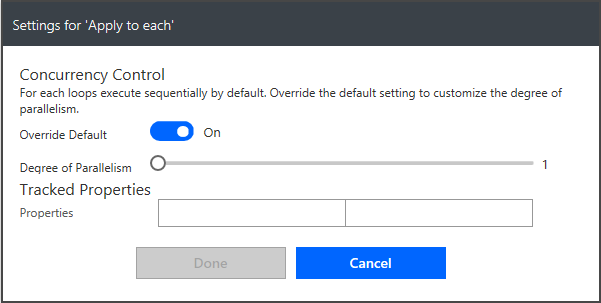 Settings for 'Apply to each'
Concurrency Control
For each loops execute sequentially by default. Override the default setting to customize the degree of
parallelism.
Override Default
On
Degree of Parallelism
1
Tracked Properties
Properties
Done
Cancel